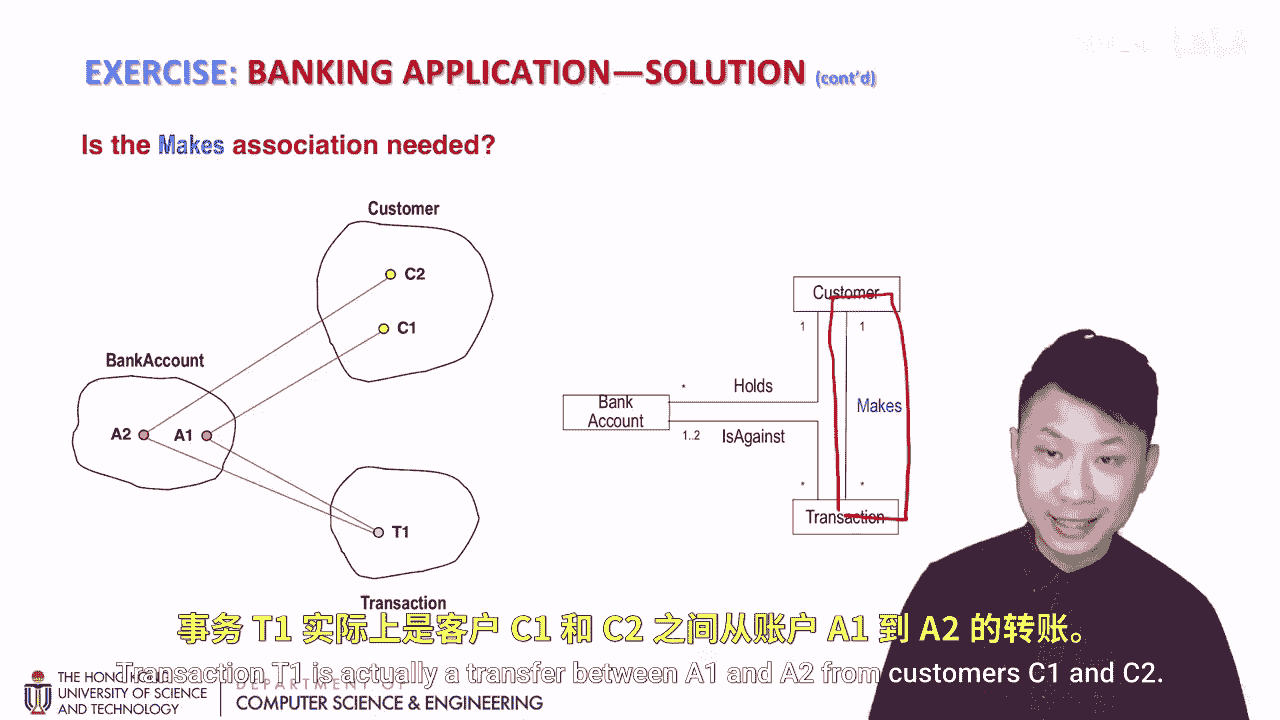 EXERCISE: BANKING APPLICATION—SOLUTION (cont'd)
Is the Makes association needed?
Customer
C2
C1
BankAccount
A2
A1
T1
Transaction
Customer
1
1
*
Holds
Makes
Bank
Account
1..2
IsAgainst
*
*
Transaction
事务 T1 实际上是客户 C1 和 C2 之间从账户 A1 到 A2 的转账。
Transaction T1 is actually a transfer between A1 and A2 from customers C1 and C2.
THE HONG KONG
UNIVERSITY OF SCIENCE
AND TECHNOLOGY
DEPARTMENT OF
COMPUTER SCIENCE & ENGINEERING